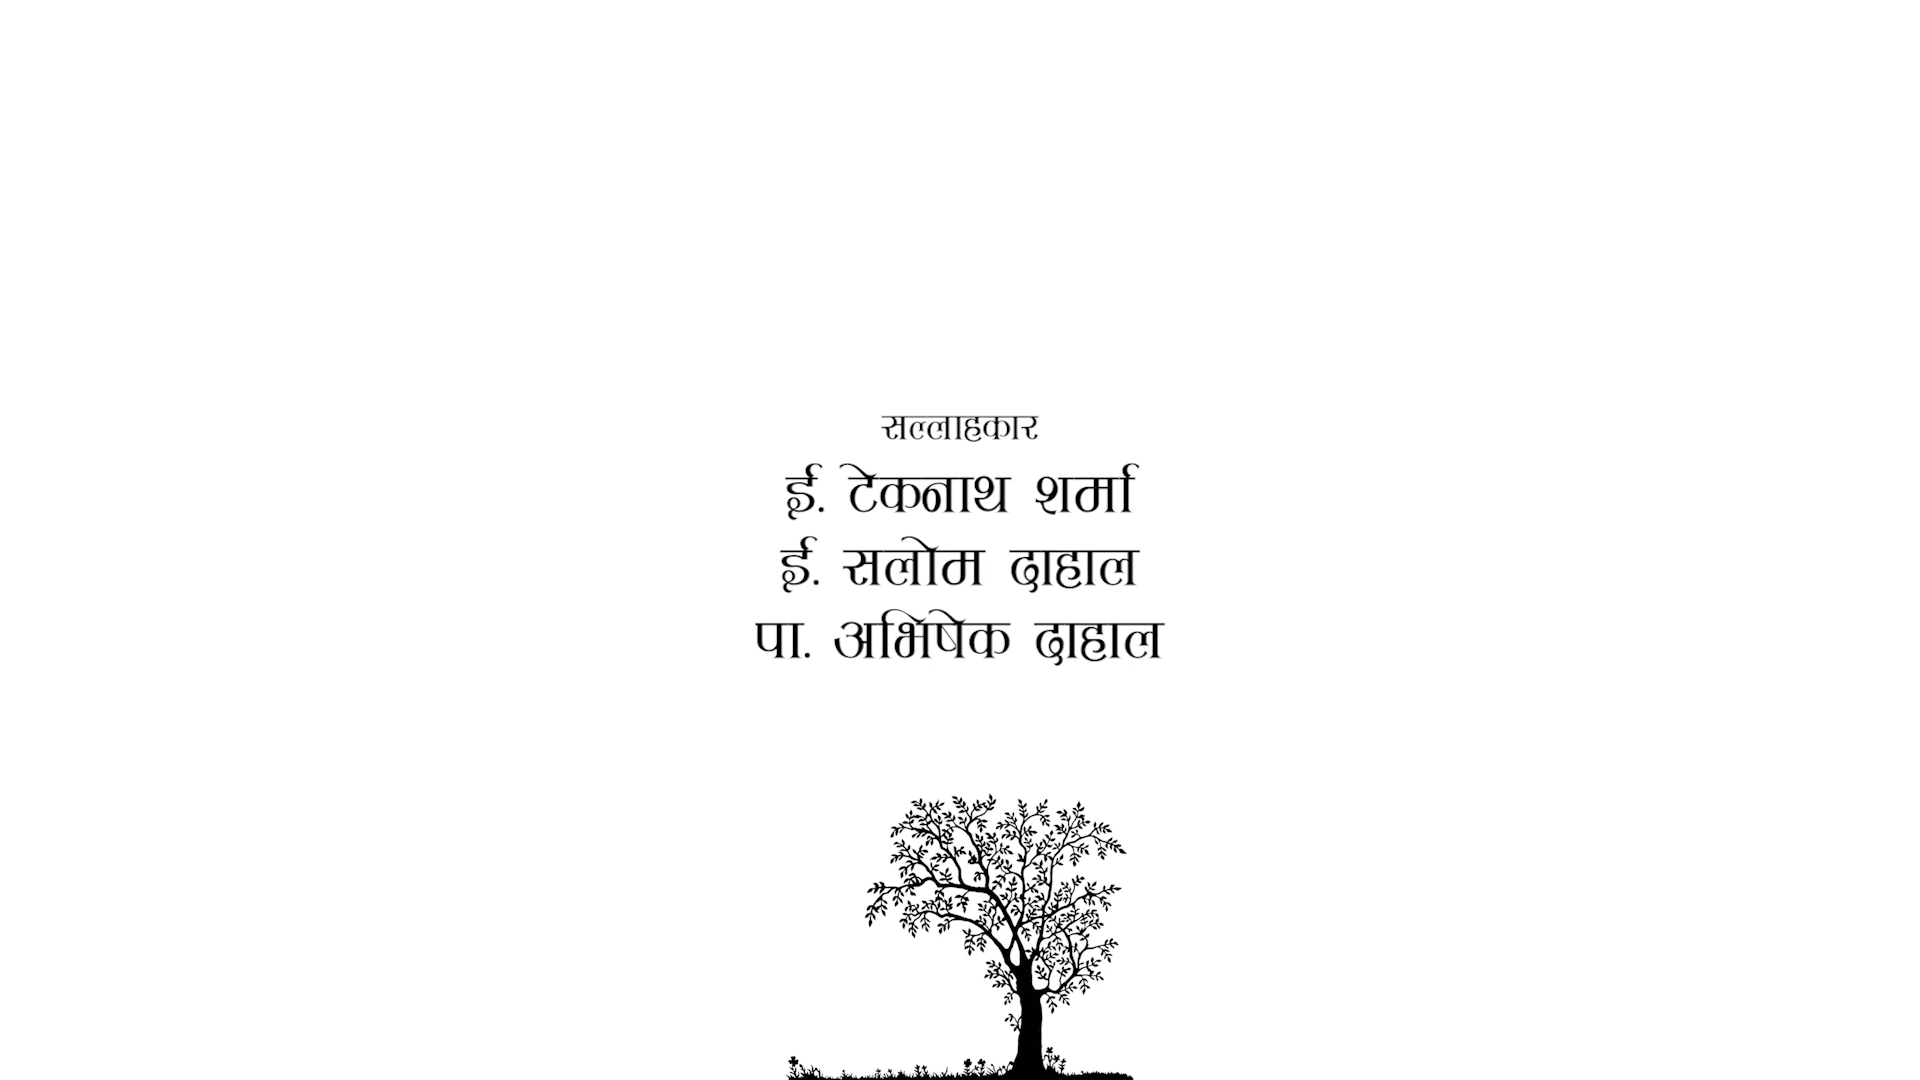 सल्लाहकार
ई. टेकनाथ शर्मा
ई. सलोम दाहाल
पा. अभिषेक दाहाल